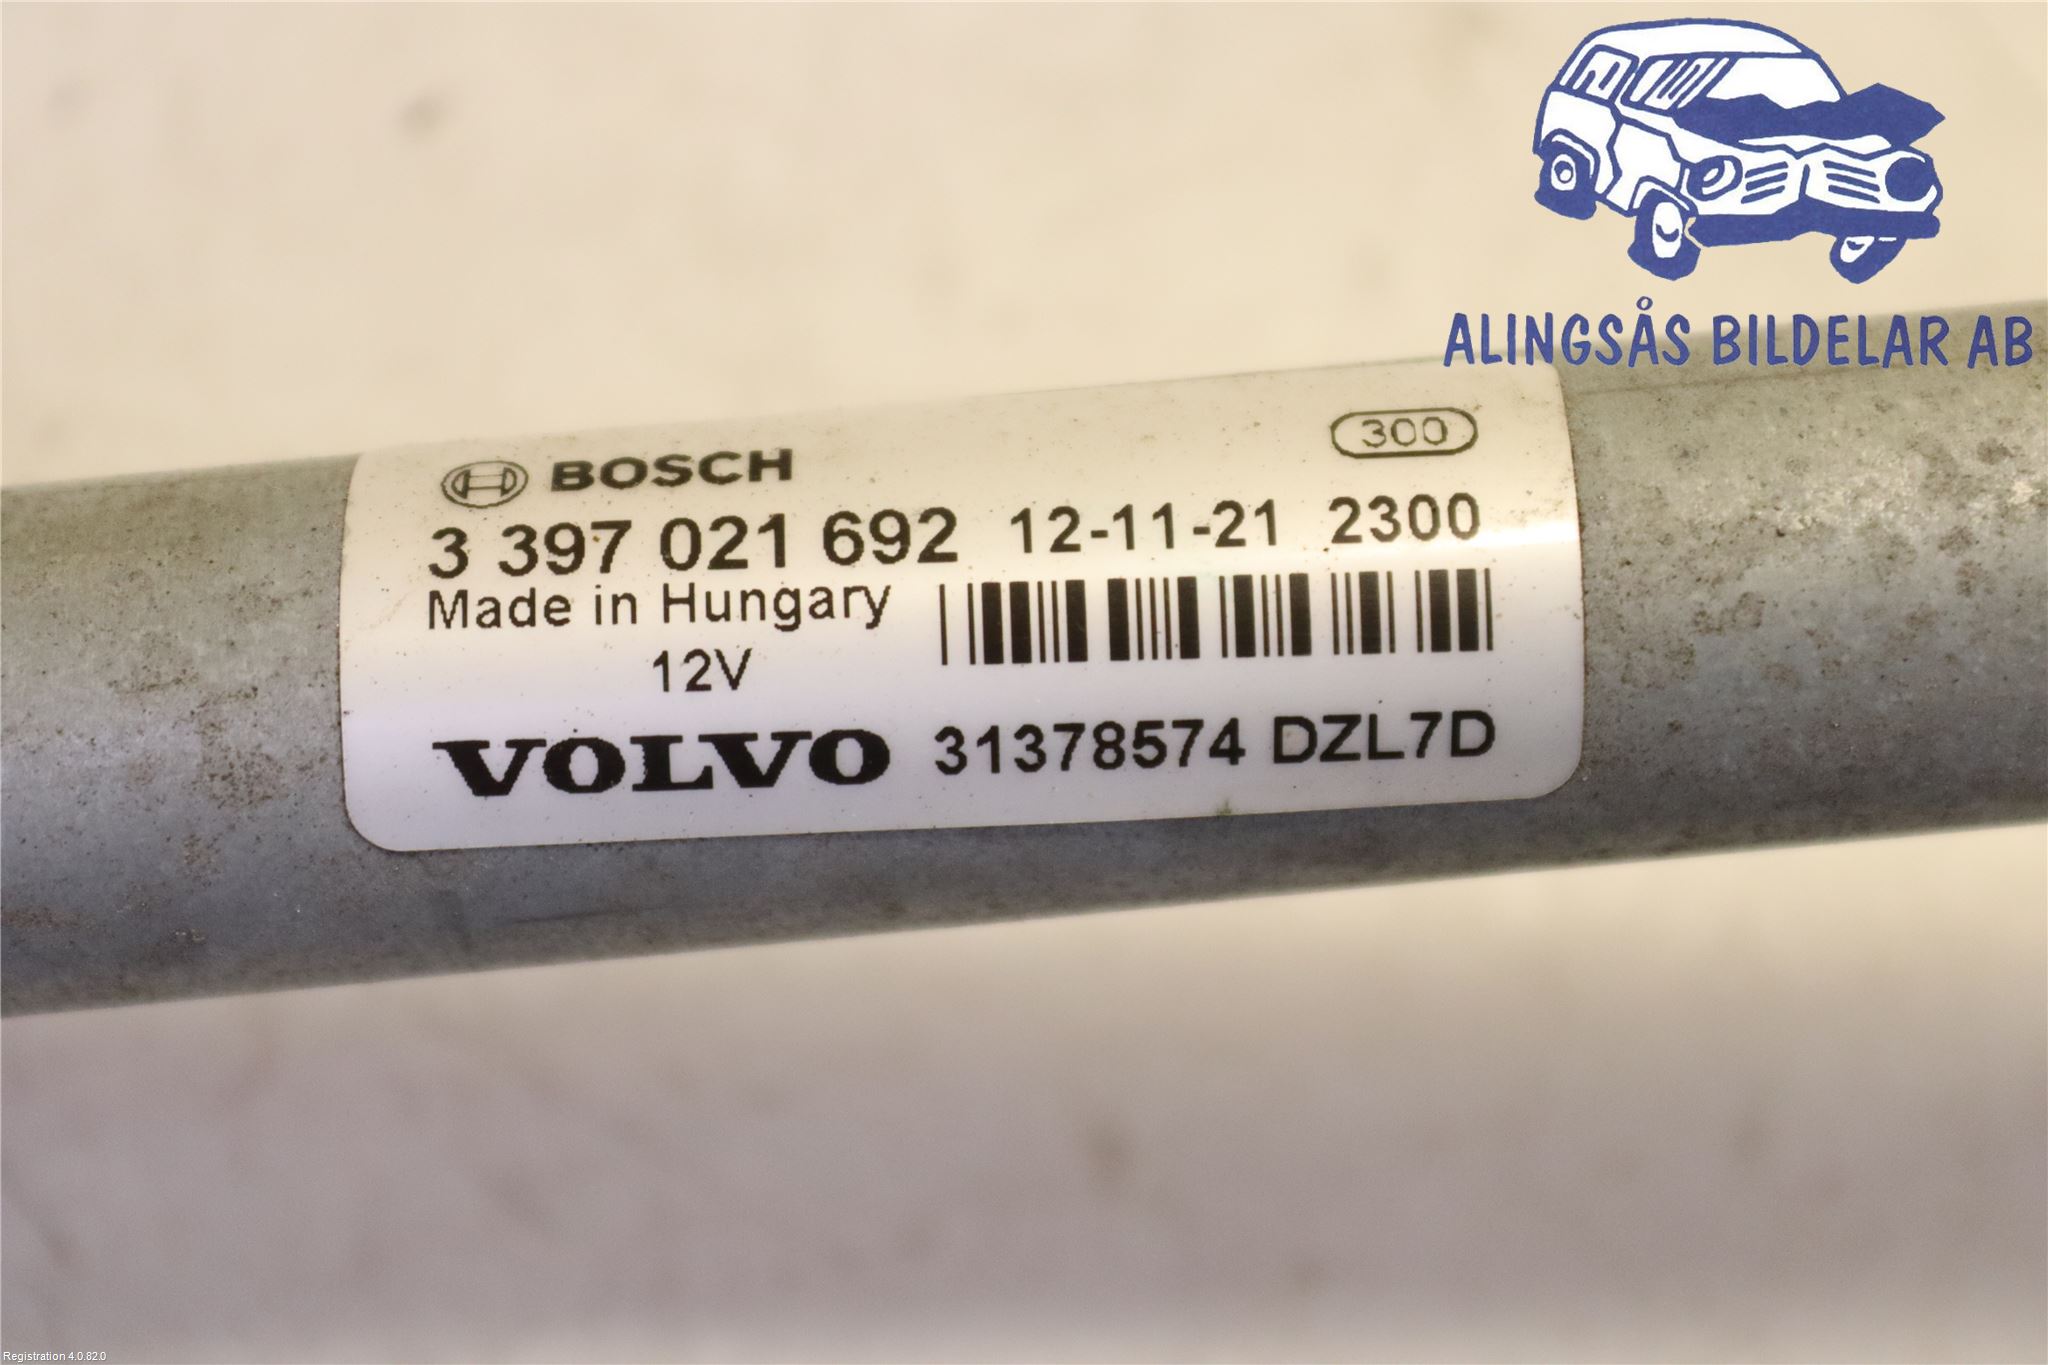 ALINGSÅS BILDELAR AB
300
BOSCH
3 397 021 692 12-11-21 2300
Made in Hungary
12V
VOLVO 31378574 DZL7D
Registration 4.0.82.0